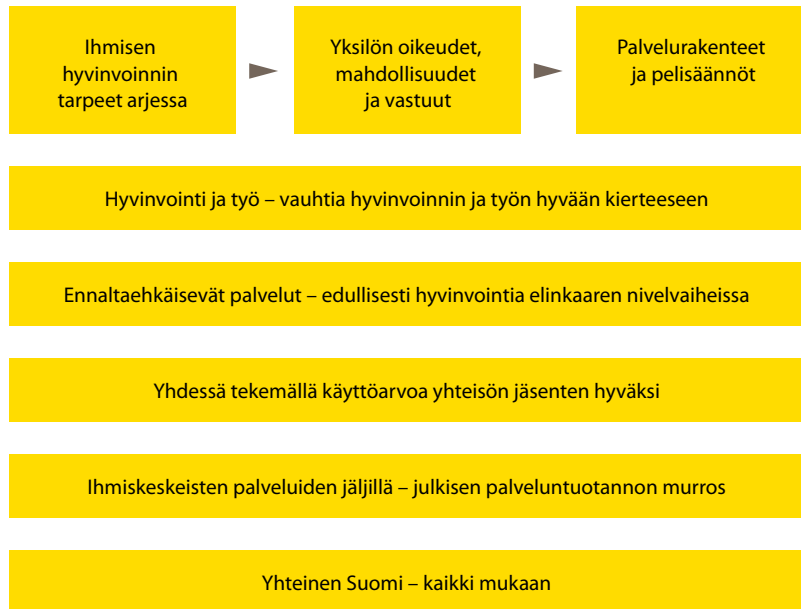 Ihmisen
hyvinvoinnin
tarpeet arjessa
Yksilön oikeudet,
mahdollisuudet
ja vastuut
Palvelurakenteet
ja pelisäännöt
Hyvinvointi ja työ – vauhtia hyvinvoinnin ja työn hyvään kierteeseen
Ennaltaehkäisevät palvelut – edullisesti hyvinvointia elinkaaren nivelvaiheissa
Yhdessä tekemällä käyttöarvoa yhteisön jäsenten hyväksi
Ihmiskeskeisten palveluiden jäljillä – julkisen palveluntuotannon murros
Yhteinen Suomi – kaikki mukaan